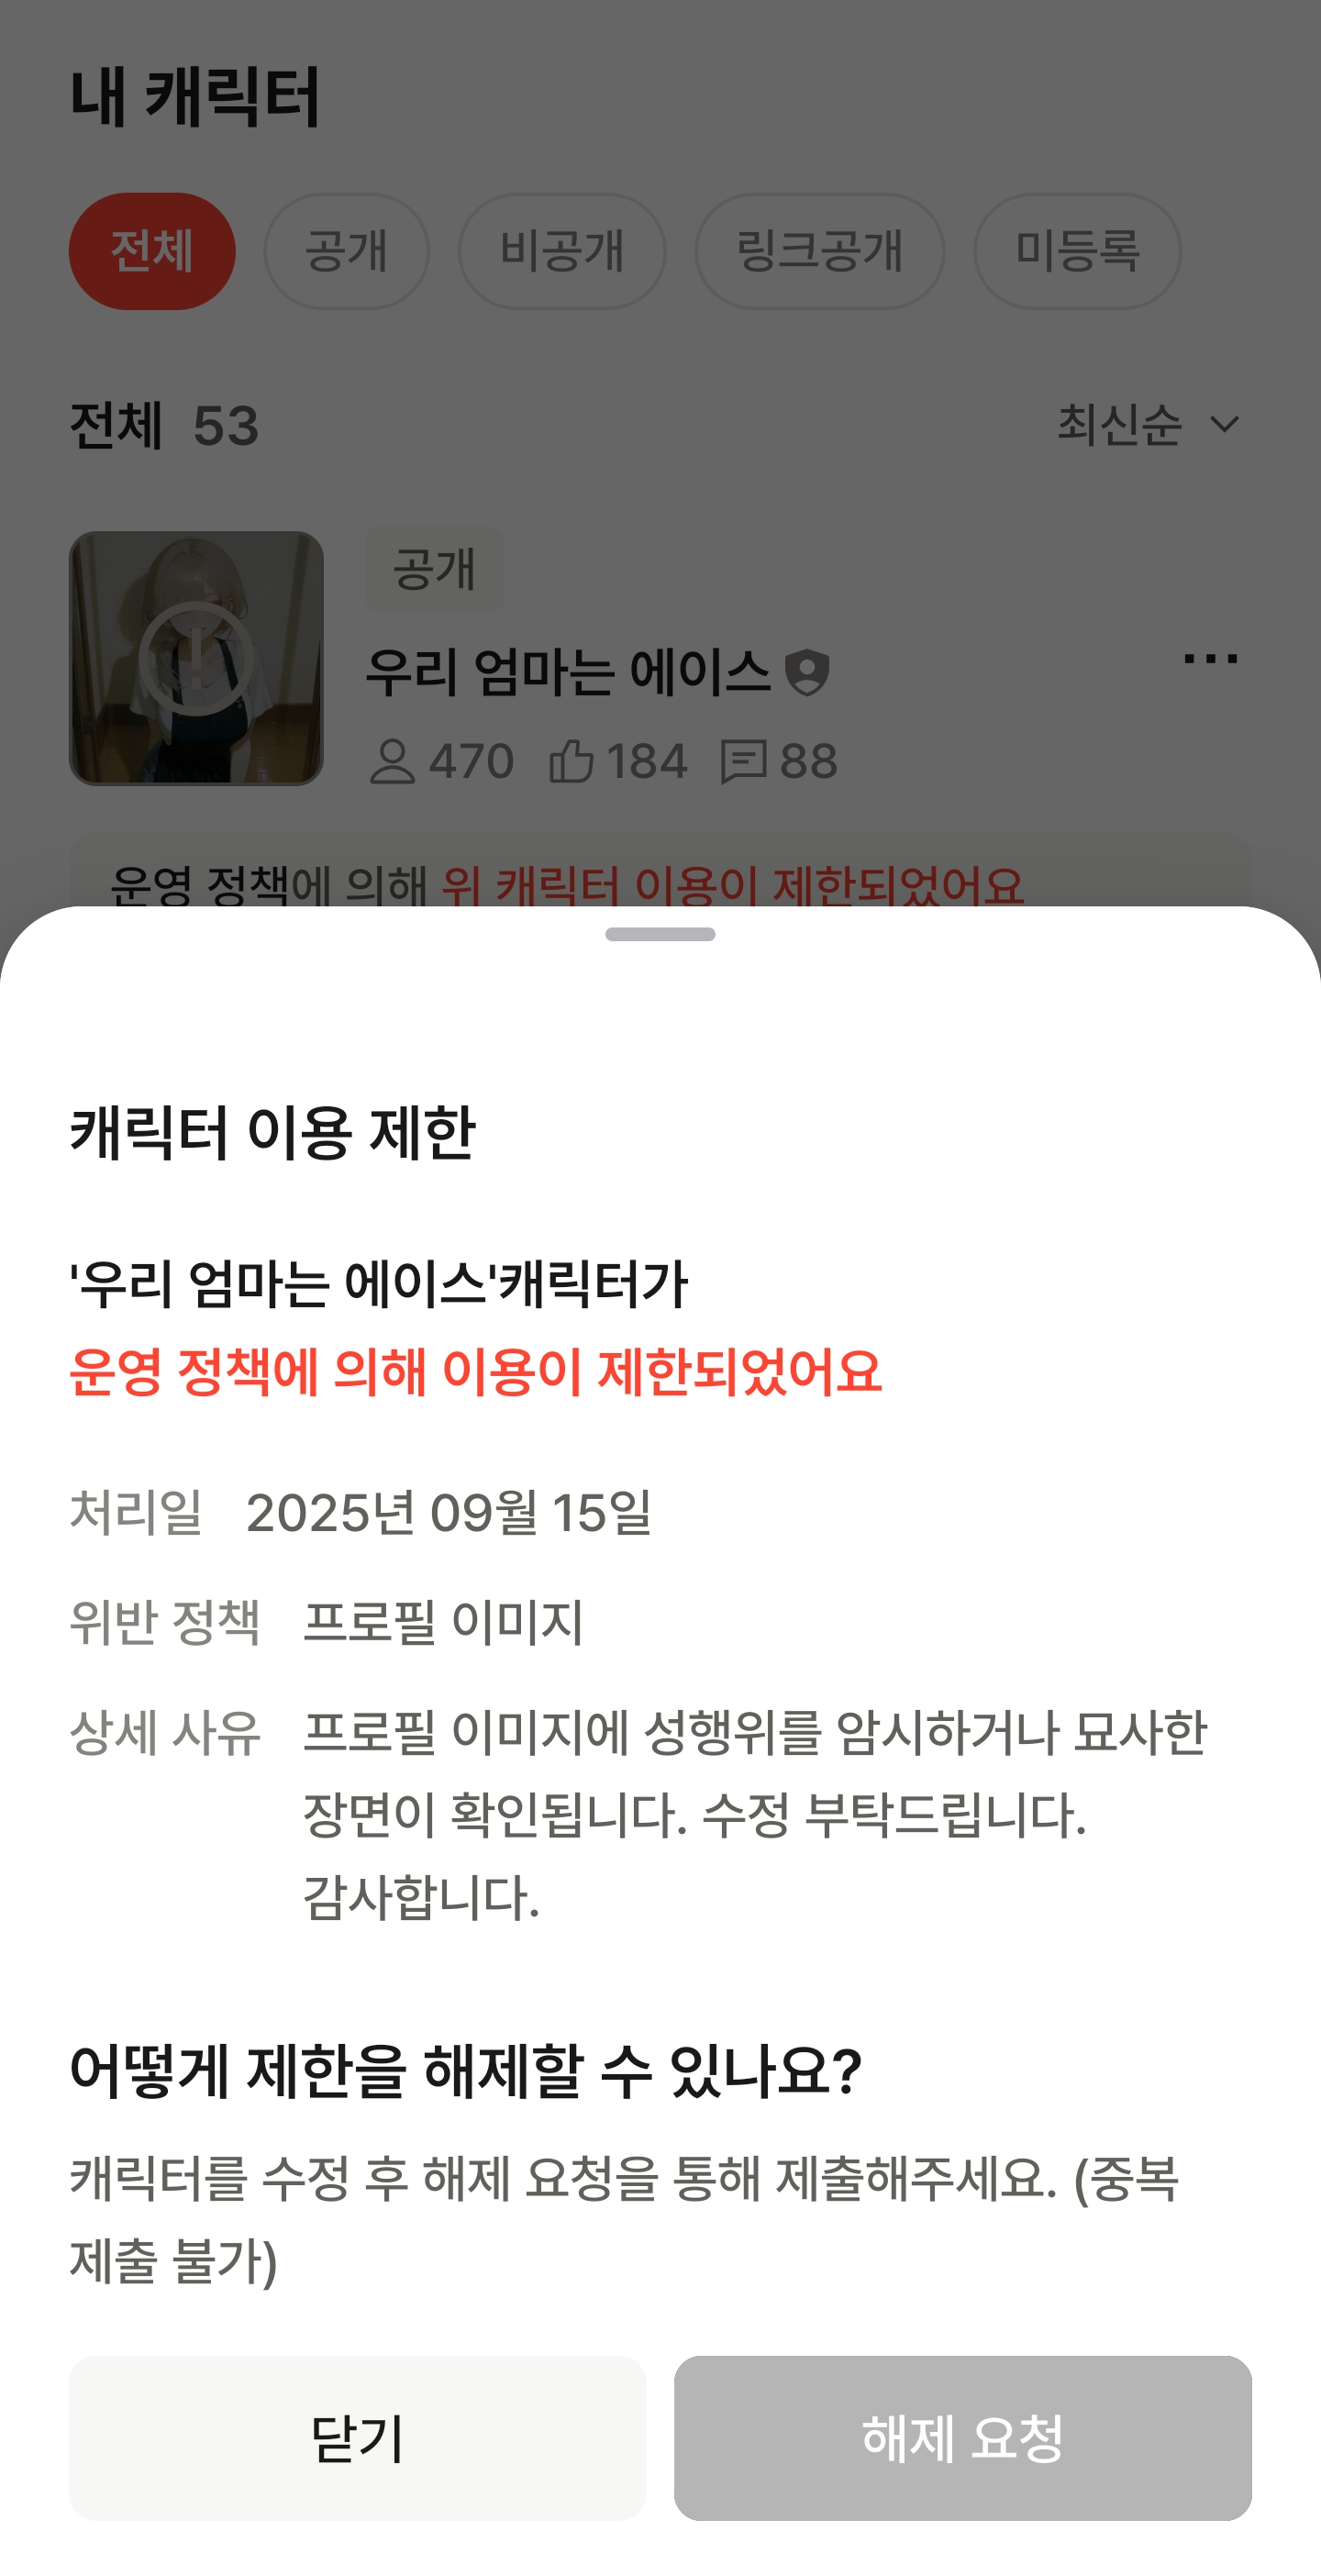 내 캐릭터
전체 공개 비공개 링크공개 미등록
전체 53 최신순
공개
우리 엄마는 에이스
470 184 88
운영 정책에 의해 위 캐릭터 이용이 제한되었어요
캐릭터 이용 제한
'우리 엄마는 에이스'캐릭터가
운영 정책에 의해 이용이 제한되었어요
처리일 2025년 09월 15일
위반 정책 프로필 이미지
상세 사유 프로필 이미지에 성행위를 암시하거나 묘사한
장면이 확인됩니다. 수정 부탁드립니다.
감사합니다.
어떻게 제한을 해제할 수 있나요?
캐릭터를 수정 후 해제 요청을 통해 제출해주세요. (중복
제출 불가)
닫기 해제 요청